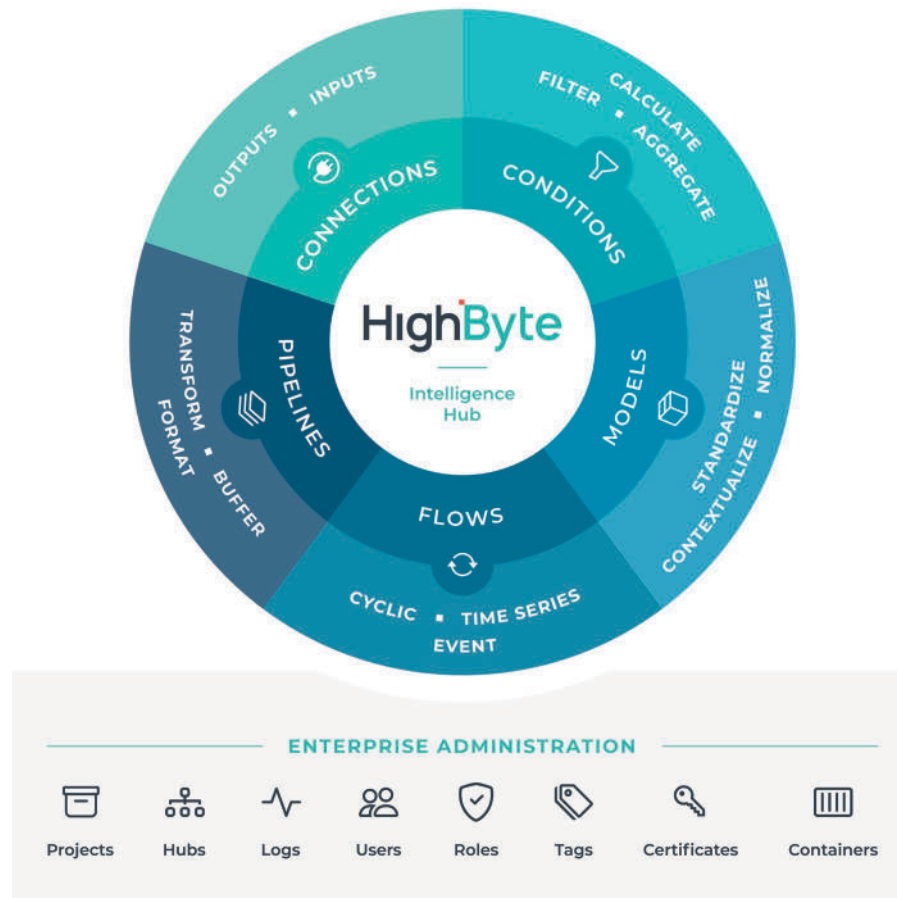 OUTPUTS ▪ INPUTS
CONNECTIONS
CALCULATE
FILTER ▪ AGGREGATE
CONDITIONS
NORMALIZE
STANDARDIZE
CONTEXTUALIZE ▪
MODELS
FLOWS
CYCLIC ▪ TIME SERIES
EVENT
PIPELINES
TRANSFORM ▪ BUFFER
FORMAT
HighByte
Intelligence
Hub
ENTERPRISE ADMINISTRATION
Projects Hubs Logs Users Roles Tags Certificates Containers